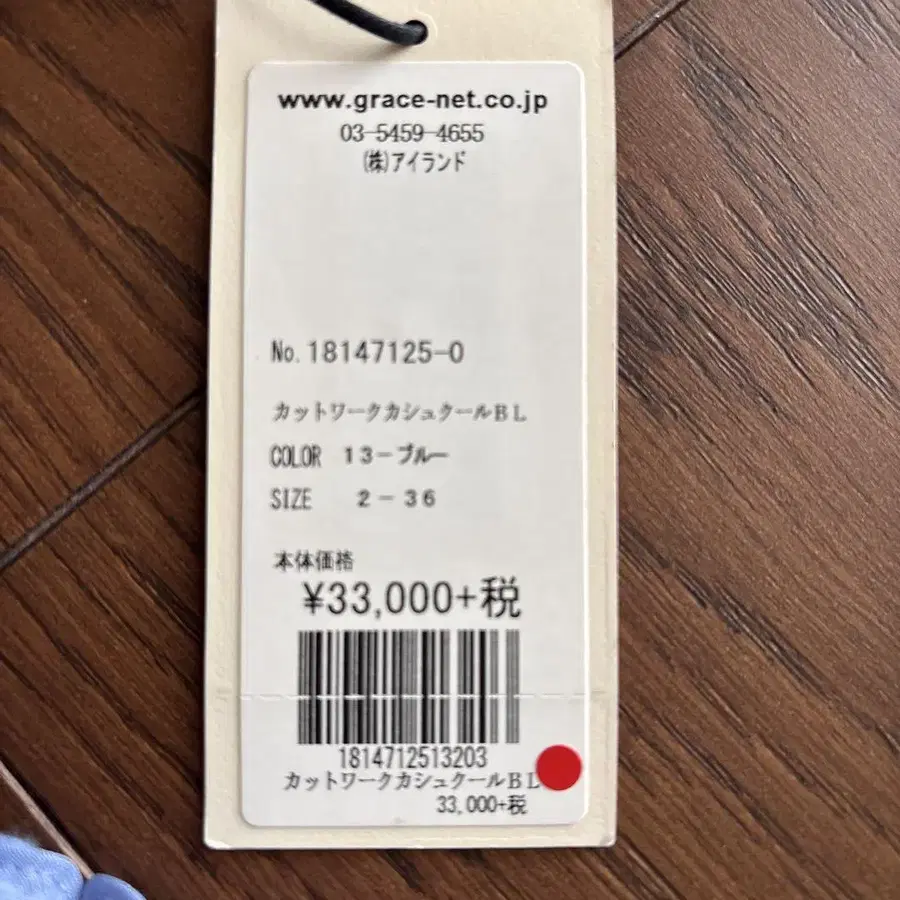 www.grace-net.co.jp
03-5459-4655
(株)アイランド
No.18147125-0
カットワークカシュクールBL
COLOR 13-ブルー
SIZE 2-36
本体価格
¥33,000+税
1814712513203
カットワークカシュクールBL
33,000+税